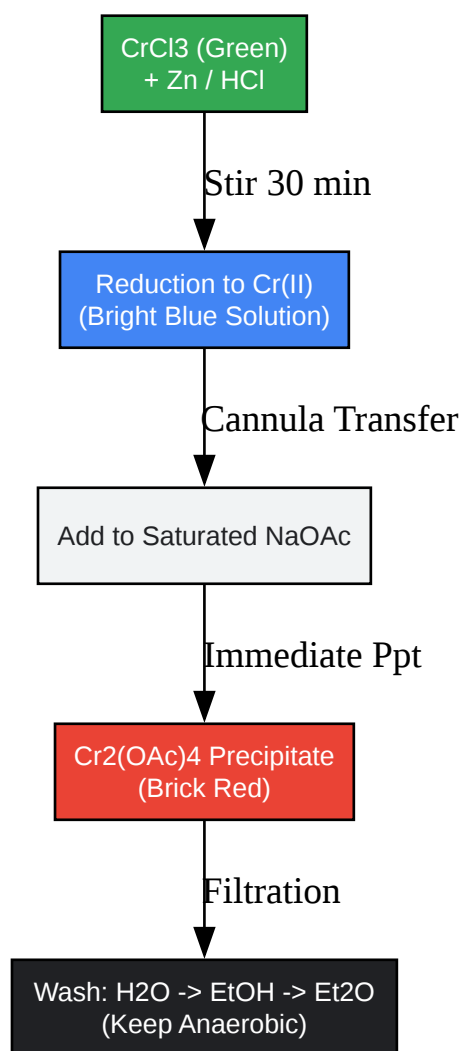 CrCl3 (Green)
+ Zn / HCl
Stir 30 min
Reduction to Cr(II)
(Bright Blue Solution)
Cannula Transfer
Add to Saturated NaOAc
Immediate Ppt
Cr2(OAc)4 Precipitate
(Brick Red)
Filtration
Wash: H2O -> EtOH -> Et2O
(Keep Anaerobic)